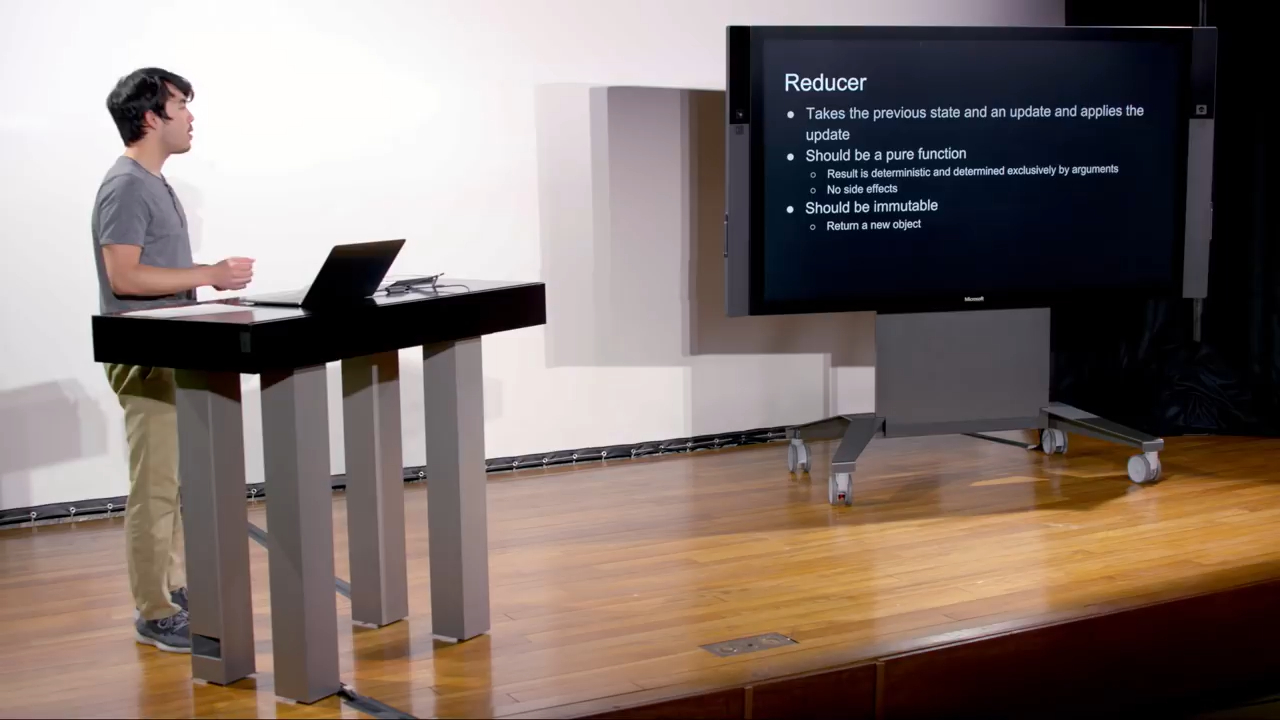 Reducer
● Takes the previous state and an update and applies the
update
● Should be a pure function
○ Result is deterministic and determined exclusively by arguments
○ No side effects
● Should be immutable
○ Return a new object
Microsoft